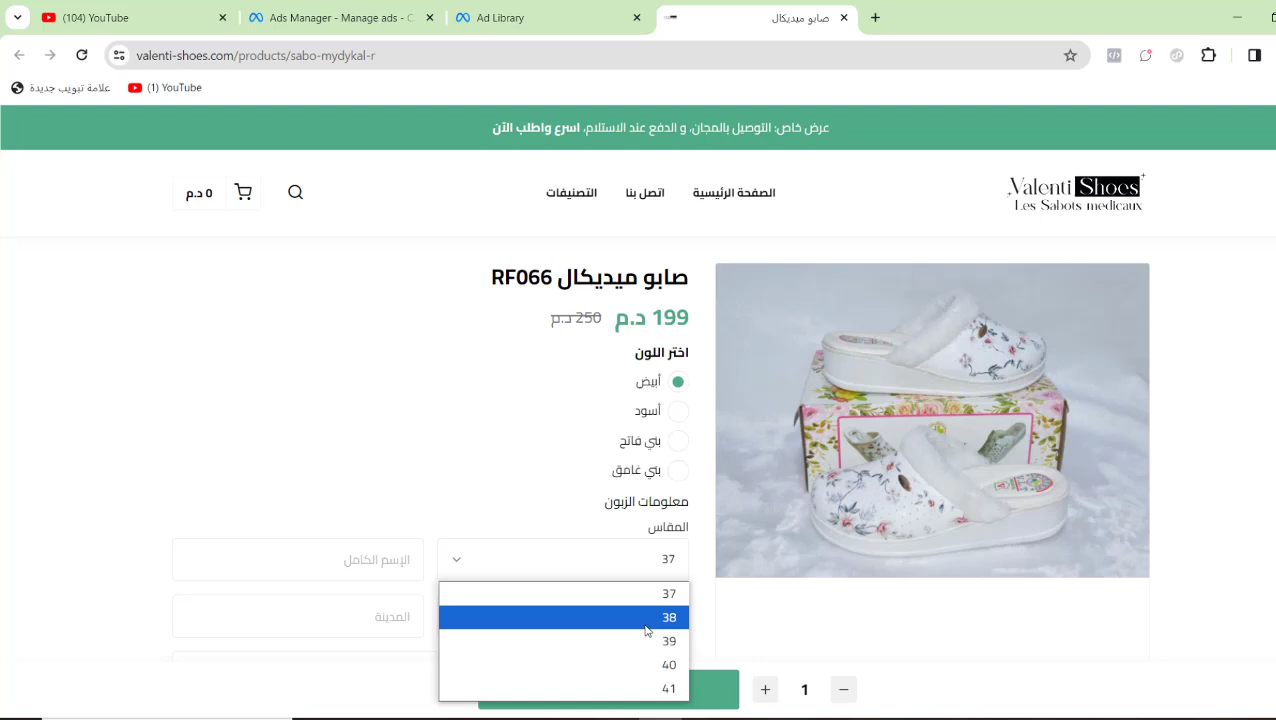 (104) YouTube
Ads Manager - Manage ads - C
Ad Library
صابو ميديكال
valenti-shoes.com/products/sabo-mydykal-r
علامة تبويب جديدة
(1) YouTube
عرض خاص: التوصيل بالمجان، و الدفع عند الاستلام، اسرع واطلب الآن
Valenti Shoes
Les Sabots medicaux
الصفحة الرئيسية
اتصل بنا
التصنيفات
0 د.م
صابو ميديكال RF066
199 د.م
250 د.م
اختر اللون
أبيض
أسود
بني فاتح
بني غامق
معلومات الزبون
المقاس
37
الإسم الكامل
37
38
39
40
41
المدينة
1